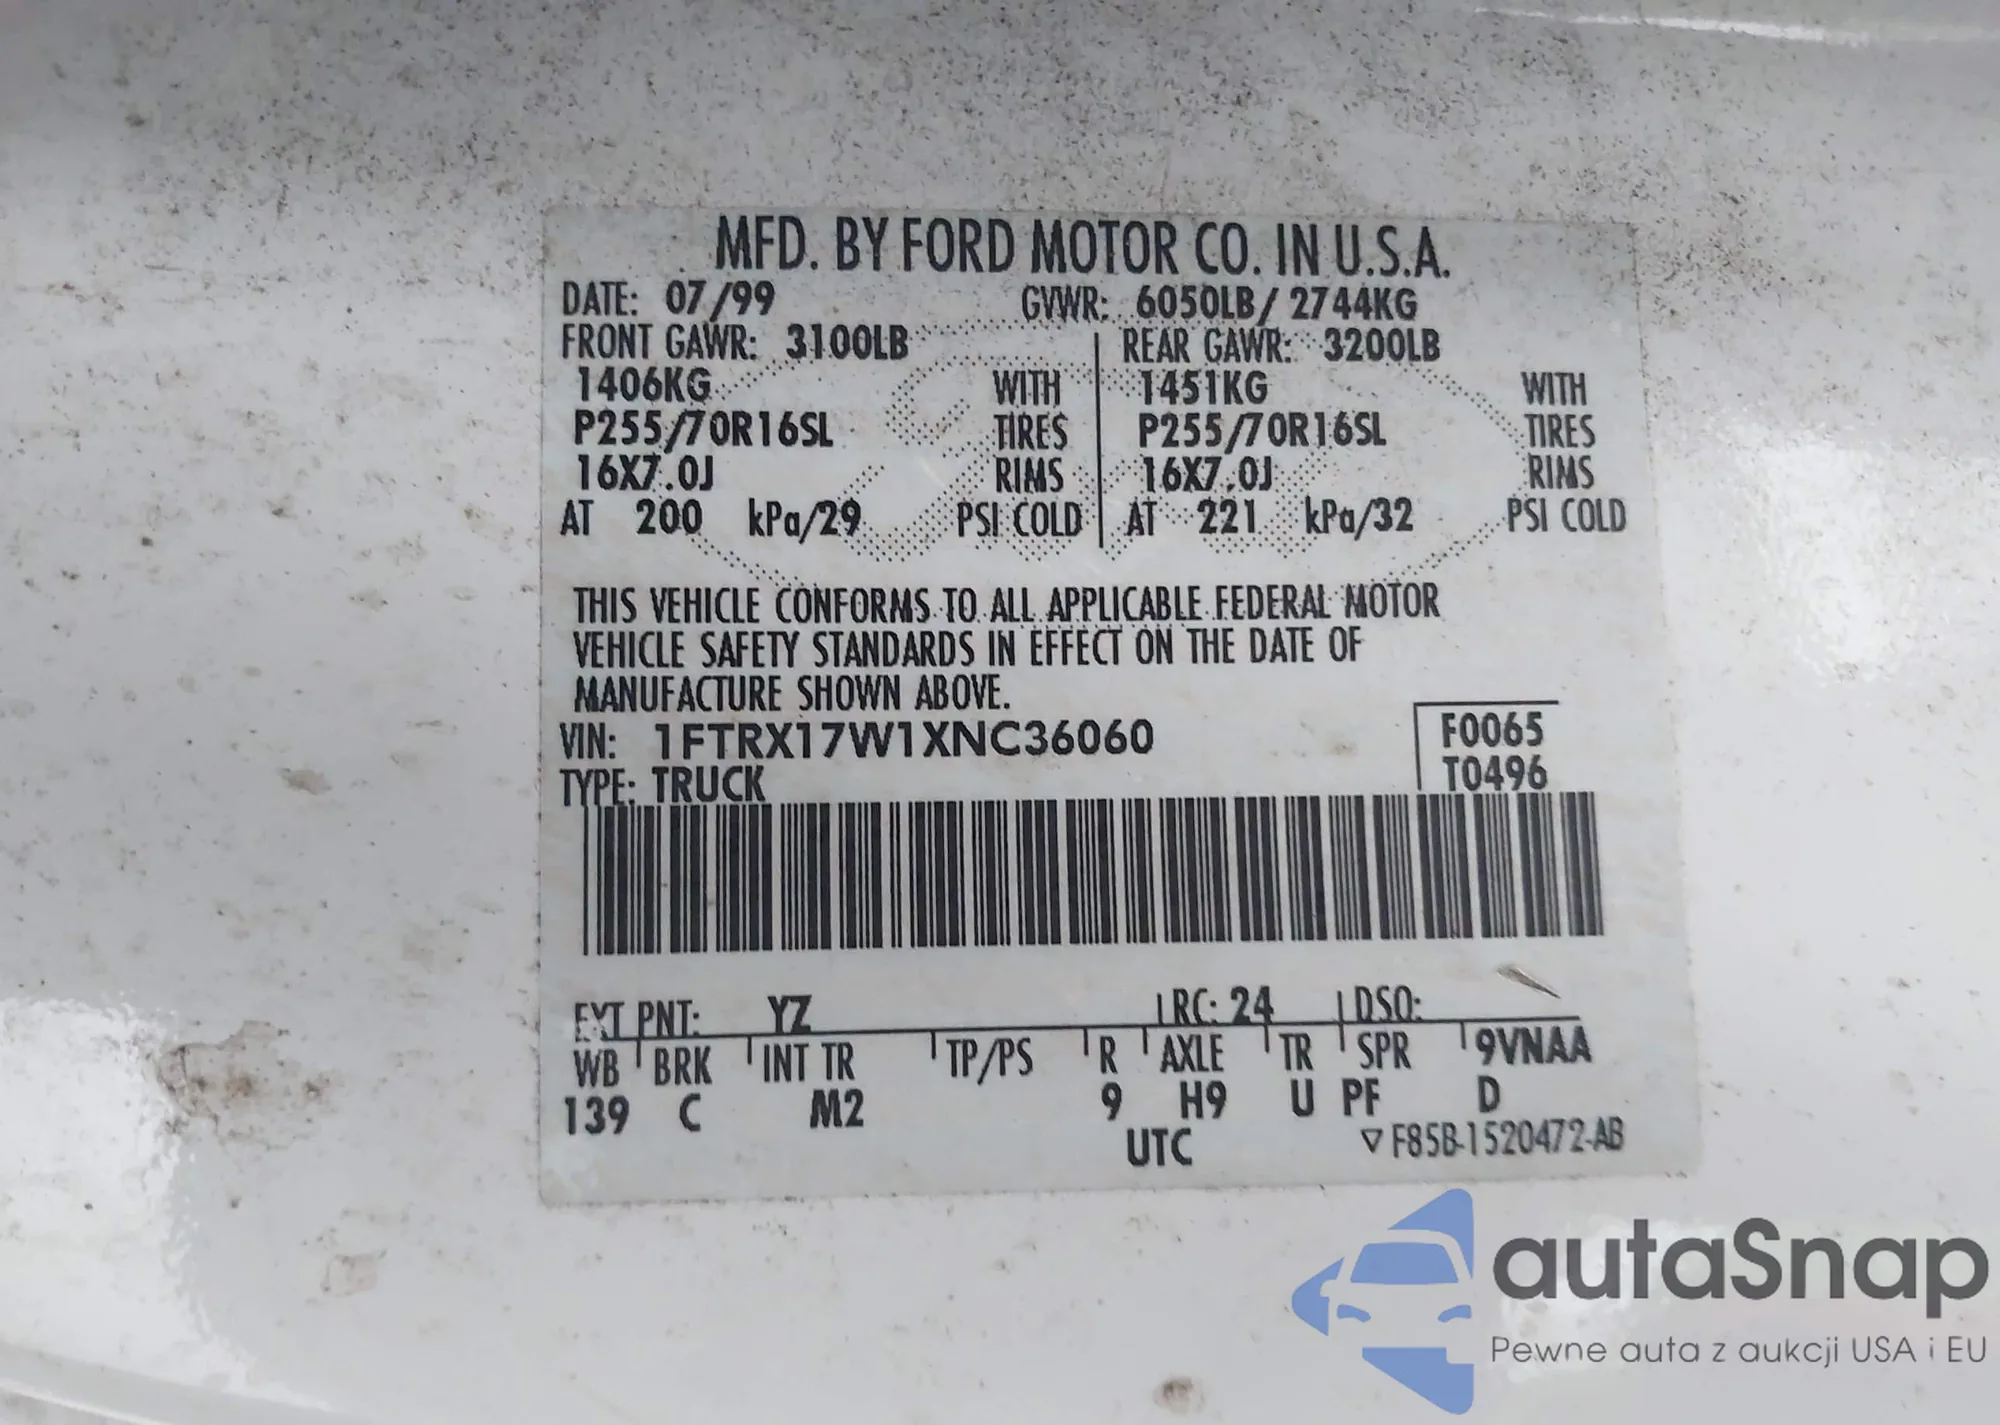 MFD. BY FORD MOTOR CO. IN U.S.A.
DATE: 07/99 GVWR: 6050LB/ 2744KG
FRONT GAWR: 3100LB REAR GAWR: 3200LB
1406KG WITH 1451KG WITH
P255/70R16SL TIRES P255/70R16SL TIRES
16X7.0J RIMS 16X7.0J RIMS
AT 200 kPa/29 PSI COLD AT 221 kPa/32 PSI COLD
THIS VEHICLE CONFORMS TO ALL APPLICABLE FEDERAL MOTOR
VEHICLE SAFETY STANDARDS IN EFFECT ON THE DATE OF
MANUFACTURE SHOWN ABOVE.
VIN: 1FTRX17W1XNC36060 F0065
TYPE: TRUCK T0496
EXT PNT: YZ RC: 24 DSO:
WB BRK INT TR TP/PS R AXLE TR SPR 9VNAA
139 C M2 9 H9 U PF D
UTC ▽ F85B-1520472-AB
autaSnap
Pewne auta z aukcji USA i EU